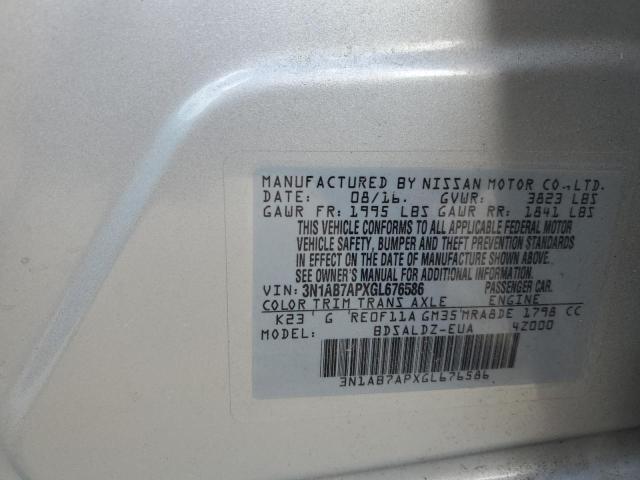 MANUFACTURED BY NISSAN MOTOR CO.,LTD.
DATE: 08/16. GVWR: 3823 LBS
GAWR FR: 1995 LBS GAWR RR: 1841 LBS
THIS VEHICLE CONFORMS TO ALL APPLICABLE FEDERAL MOTOR
VEHICLE SAFETY, BUMPER AND THEFT PREVENTION STANDARDS
IN EFFECT ON THE DATE OF MANUFACTURE SHOWN ABOVE.
SEE OWNER'S MANUAL FOR ADDITIONAL INFORMATION.
VIN: 3N1AB7APXGL676586 PASSENGER CAR.
COLOR TRIM TRANS AXLE ENGINE
K23 G RE0F11A GM35 MRA8DE 1798 CC
MODEL: BDSALDZ-EUA 4Z000
3N1AB7APXGL676586